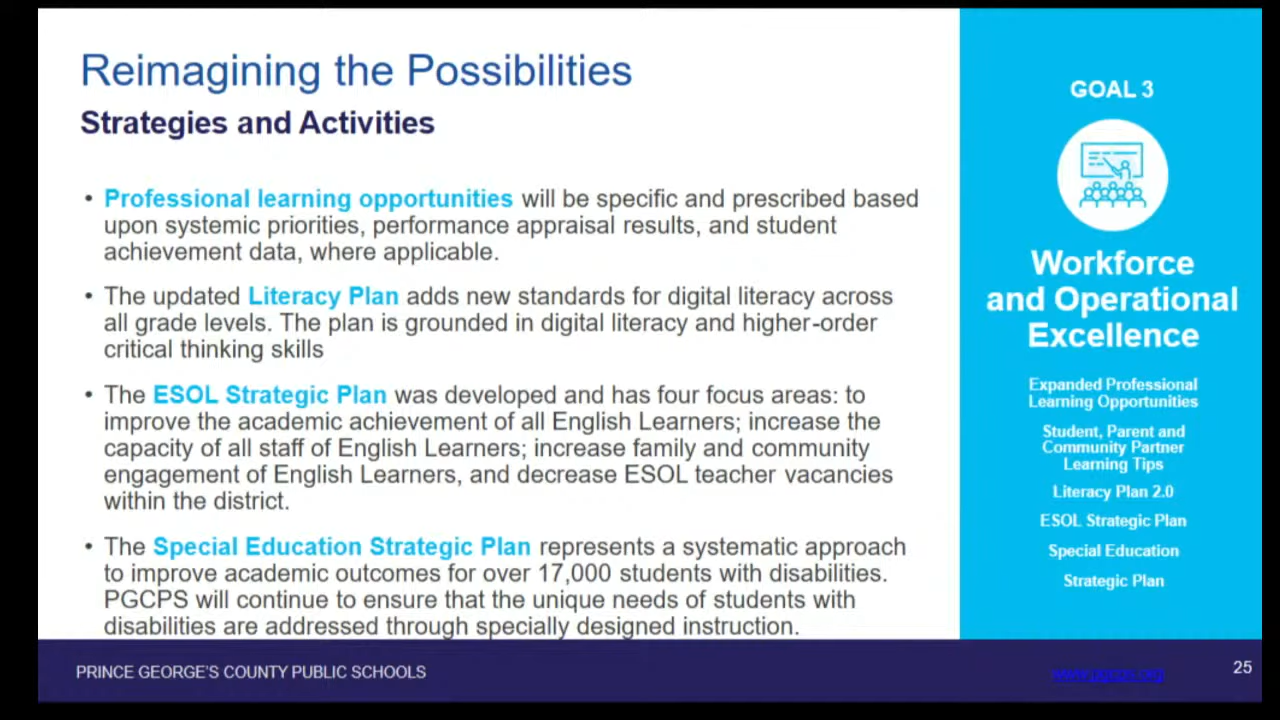 Reimagining the Possibilities
Strategies and Activities
• Professional learning opportunities will be specific and prescribed based
upon systemic priorities, performance appraisal results, and student
achievement data, where applicable.
• The updated Literacy Plan adds new standards for digital literacy across
all grade levels. The plan is grounded in digital literacy and higher-order
critical thinking skills
• The ESOL Strategic Plan was developed and has four focus areas: to
improve the academic achievement of all English Learners; increase the
capacity of all staff of English Learners; increase family and community
engagement of English Learners, and decrease ESOL teacher vacancies
within the district.
• The Special Education Strategic Plan represents a systematic approach
to improve academic outcomes for over 17,000 students with disabilities.
PGCPS will continue to ensure that the unique needs of students with
disabilities are addressed through specially designed instruction.
GOAL 3
Workforce
and Operational
Excellence
Expanded Professional
Learning Opportunities
Student, Parent and
Community Partner
Learning Tips
Literacy Plan 2.0
ESOL Strategic Plan
Special Education
Strategic Plan
PRINCE GEORGE'S COUNTY PUBLIC SCHOOLS
25